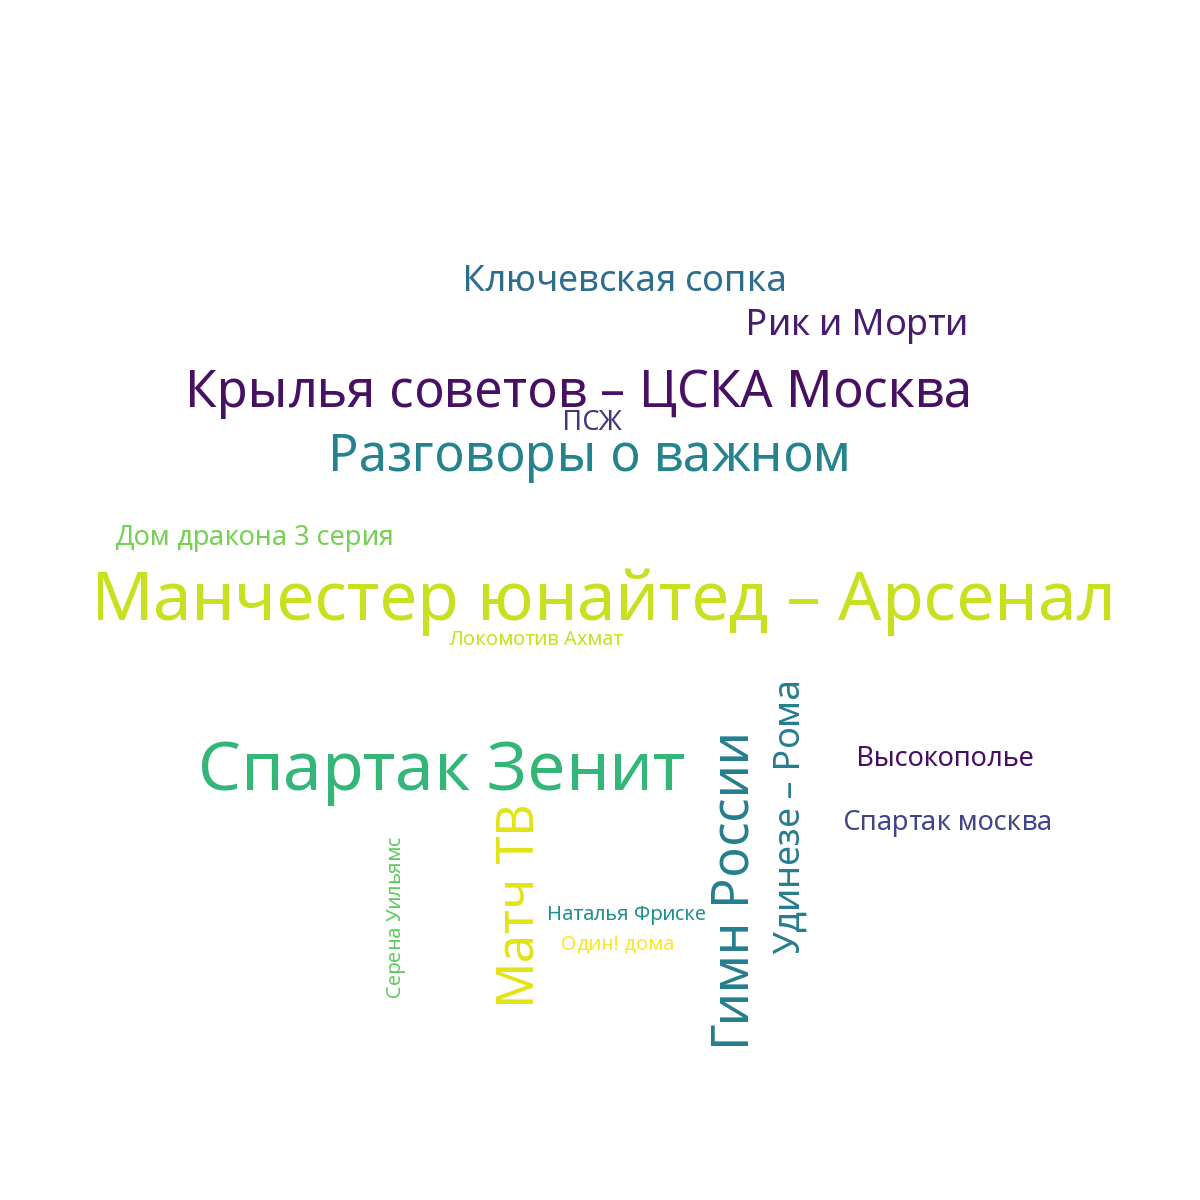 Ключевская сопка
Рик и Морти
Крылья советов – ЦСКА Москва
ПСЖ
Разговоры о важном
Дом дракона 3 серия
Манчестер юнайтед – Арсенал
Локомотив Ахмат
Спартак Зенит
Гимн России
Удинезе – Рома
Высокополье
Спартак москва
Матч ТВ
Серена Уильямс
Наталья Фриске
Один! дома